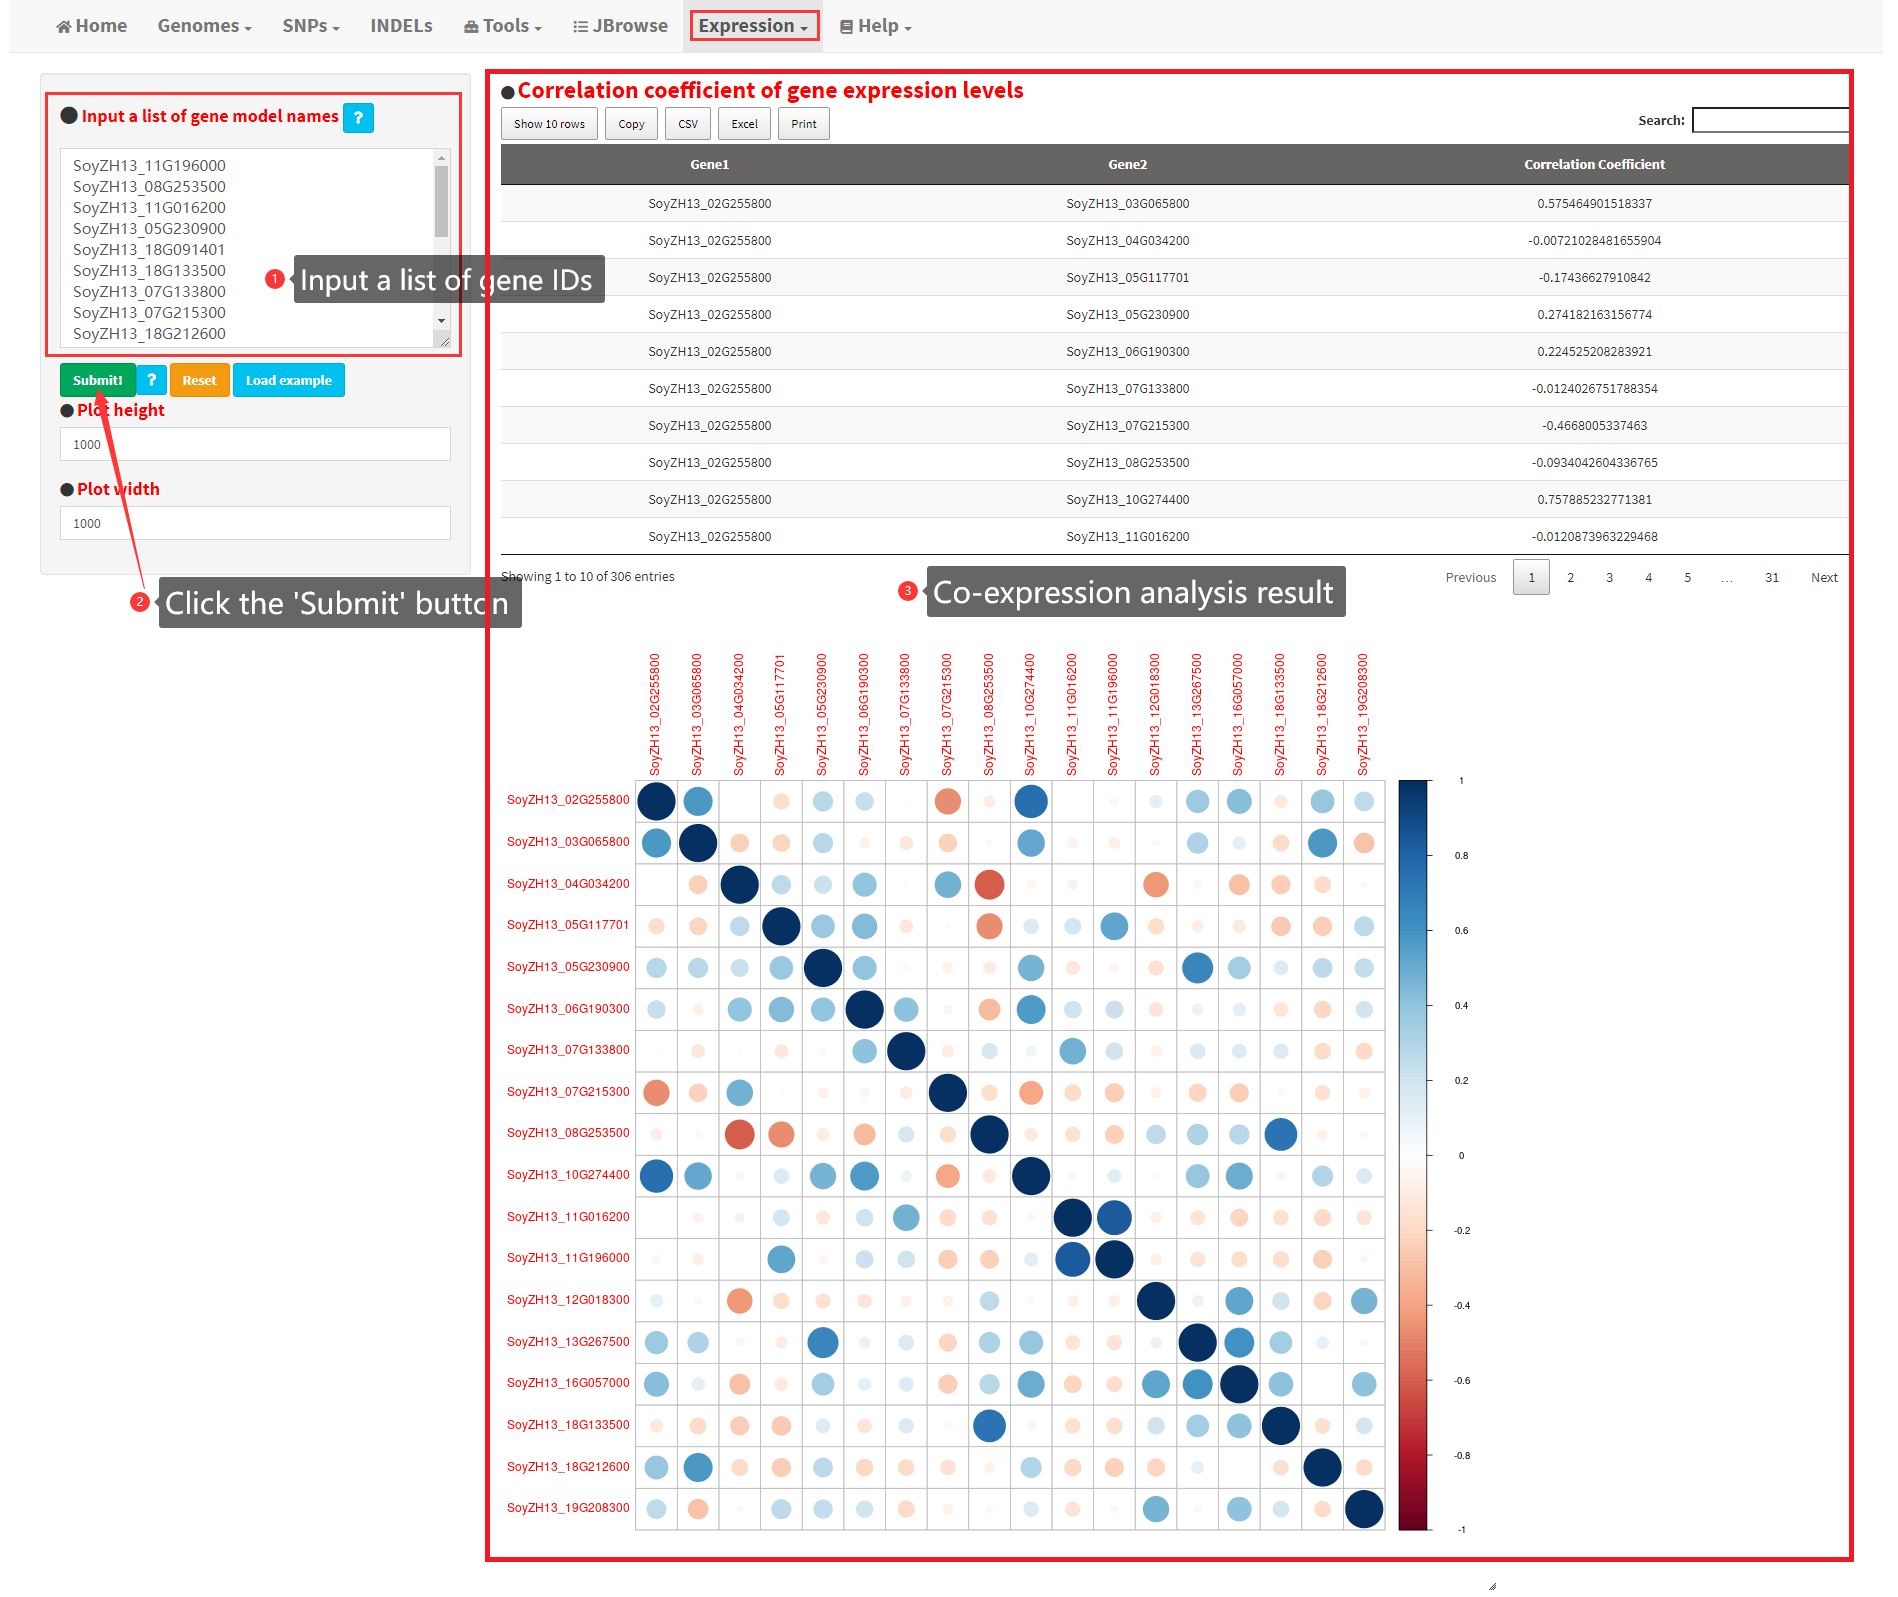 Home Genomes SNPs INDELs Tools JBrowse Expression Help
Input a list of gene model names ?
SoyZH13_11G196000
SoyZH13_08G253500
SoyZH13_11G016200
SoyZH13_05G230900
SoyZH13_18G091401
SoyZH13_18G133500
SoyZH13_07G133800
SoyZH13_07G215300
SoyZH13_18G212600
1 Input a list of gene IDs
Submit! ? Reset Load example
Plot height
1000
Plot width
1000
2 Click the 'Submit' button
Correlation coefficient of gene expression levels
Show 10 rows Copy CSV Excel Print Search:
Gene1 Gene2 Correlation Coefficient
SoyZH13_02G255800 SoyZH13_03G065800 0.575464901518337
SoyZH13_02G255800 SoyZH13_04G034200 -0.00721028481655904
SoyZH13_02G255800 SoyZH13_05G117701 -0.17436627910842
SoyZH13_02G255800 SoyZH13_05G230900 0.274182163156774
SoyZH13_02G255800 SoyZH13_06G190300 0.224525208283921
SoyZH13_02G255800 SoyZH13_07G133800 -0.0124026751788354
SoyZH13_02G255800 SoyZH13_07G215300 -0.4668005337463
SoyZH13_02G255800 SoyZH13_08G253500 -0.0934042604336765
SoyZH13_02G255800 SoyZH13_10G274400 0.757885232771381
SoyZH13_02G255800 SoyZH13_11G016200 -0.0120873963229468
Showing 1 to 10 of 306 entries Previous 1 2 3 4 5 ... 31 Next
3 Co-expression analysis result
SoyZH13_02G255800
SoyZH13_03G065800
SoyZH13_04G034200
SoyZH13_05G117701
SoyZH13_05G230900
SoyZH13_06G190300
SoyZH13_07G133800
SoyZH13_07G215300
SoyZH13_08G253500
SoyZH13_10G274400
SoyZH13_11G016200
SoyZH13_11G196000
SoyZH13_12G018300
SoyZH13_13G267500
SoyZH13_16G057000
SoyZH13_18G133500
SoyZH13_18G212600
SoyZH13_19G208300
SoyZH13_02G255800
SoyZH13_03G065800
SoyZH13_04G034200
SoyZH13_05G117701
SoyZH13_05G230900
SoyZH13_06G190300
SoyZH13_07G133800
SoyZH13_07G215300
SoyZH13_08G253500
SoyZH13_10G274400
SoyZH13_11G016200
SoyZH13_11G196000
SoyZH13_12G018300
SoyZH13_13G267500
SoyZH13_16G057000
SoyZH13_18G133500
SoyZH13_18G212600
SoyZH13_19G208300
1
0.8
0.6
0.4
0.2
0
-0.2
-0.4
-0.6
-0.8
-1